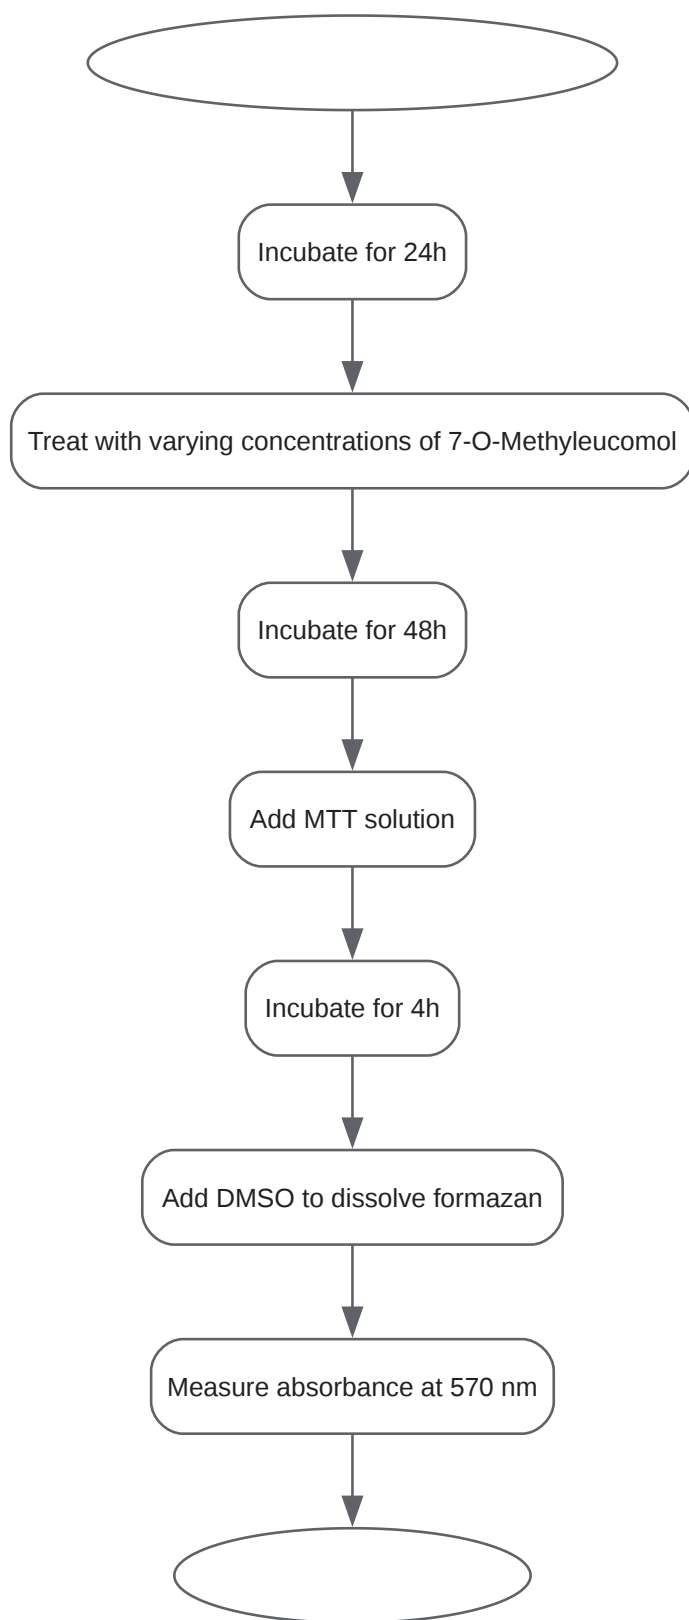 Incubate for 24h
Treat with varying concentrations of 7-O-Methyleucomol
Incubate for 48h
Add MTT solution
Incubate for 4h
Add DMSO to dissolve formazan
Measure absorbance at 570 nm